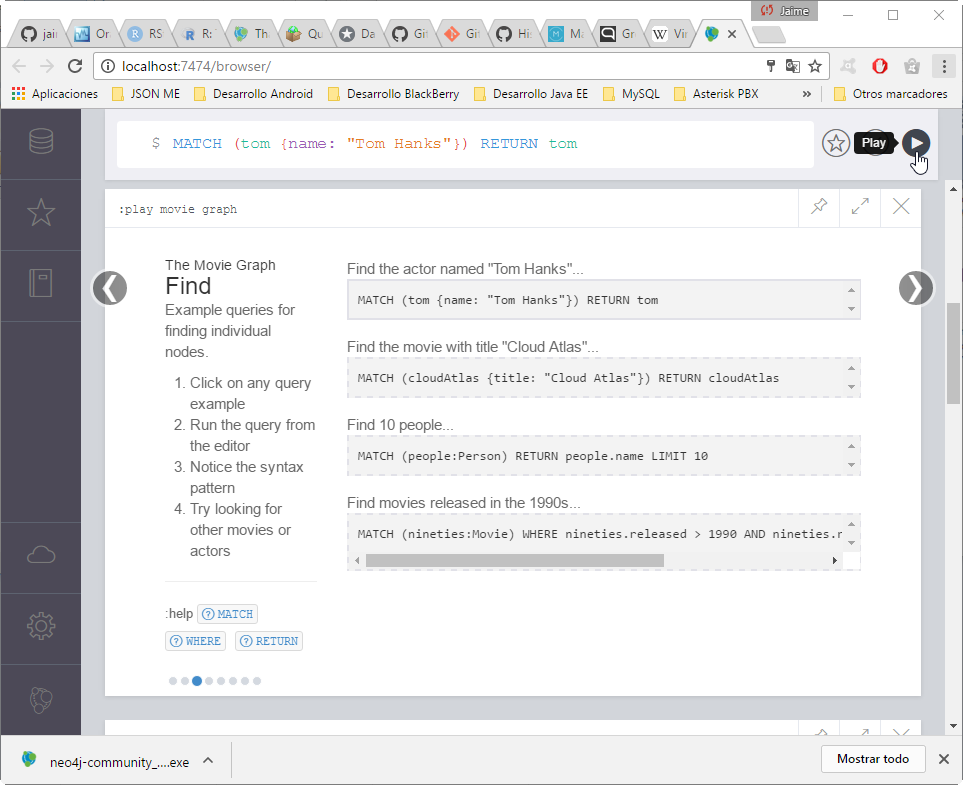 Jaime
jai
Or
RS
R:
Th
Qu
Da
Git
Git
His
Ma
Gr
Vir
localhost:7474/browser/
Aplicaciones
JSON ME
Desarrollo Android
Desarrollo BlackBerry
Desarrollo Java EE
MySQL
Asterisk PBX
»
Otros marcadores
$ MATCH (tom {name: "Tom Hanks"}) RETURN tom
Play
:play movie graph
The Movie Graph
Find
Example queries for
finding individual
nodes.
1. Click on any query
example
2. Run the query from
the editor
3. Notice the syntax
pattern
4. Try looking for
other movies or
actors
:help MATCH
WHERE RETURN
Find the actor named "Tom Hanks"...
MATCH (tom {name: "Tom Hanks"}) RETURN tom
Find the movie with title "Cloud Atlas"...
MATCH (cloudAtlas {title: "Cloud Atlas"}) RETURN cloudAtlas
Find 10 people...
MATCH (people:Person) RETURN people.name LIMIT 10
Find movies released in the 1990s...
MATCH (nineties:Movie) WHERE nineties.released > 1990 AND nineties.r
neo4j-community_....exe
Mostrar todo